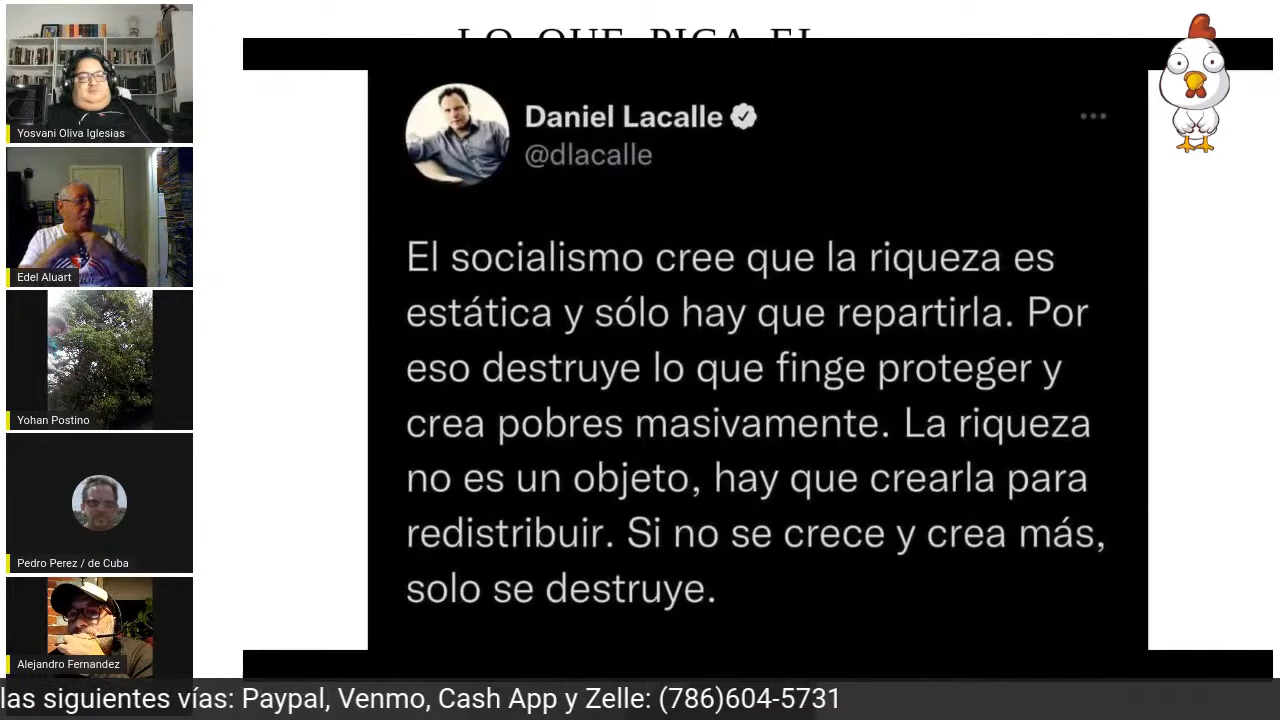 LO QUE PICA EL
Daniel Lacalle
@dlacalle
El socialismo cree que la riqueza es
estática y sólo hay que repartirla. Por
eso destruye lo que finge proteger y
crea pobres masivamente. La riqueza
no es un objeto, hay que crearla para
redistribuir. Si no se crece y crea más,
solo se destruye.
Yosvani Oliva Iglesias
Edel Aluart
Yohan Postino
Pedro Perez / de Cuba
Alejandro Fernandez
las siguientes vías: Paypal, Venmo, Cash App y Zelle: (786)604-5731